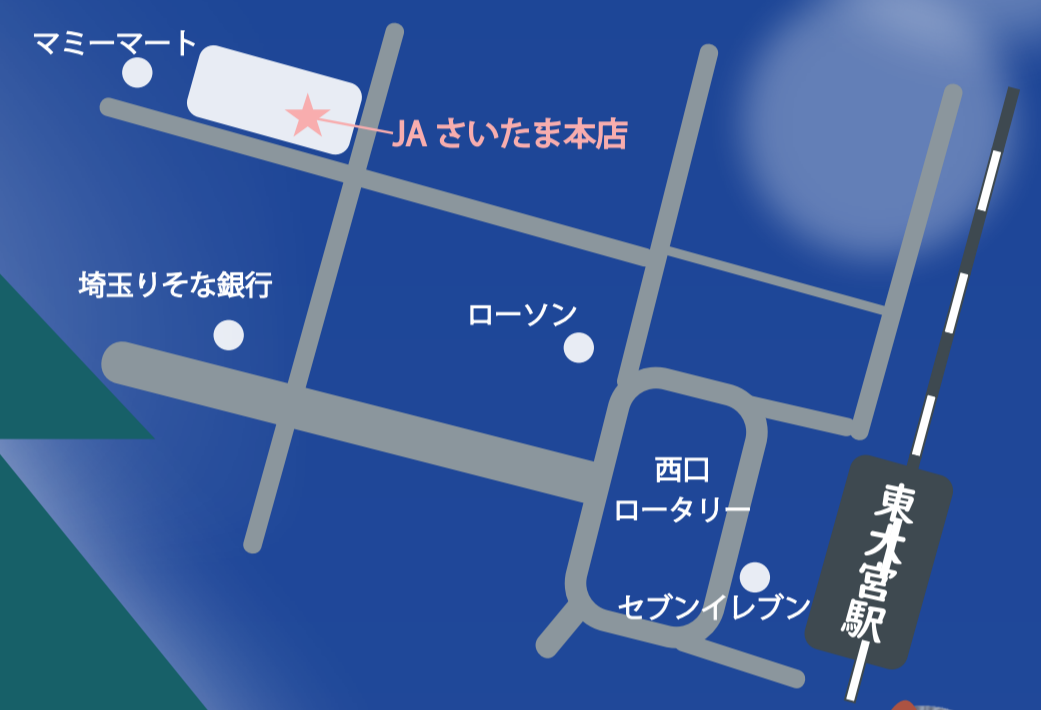 マミーマート
JA さいたま本店
埼玉りそな銀行
ローソン
西口
ロータリー
セブンイレブン
東大宮駅